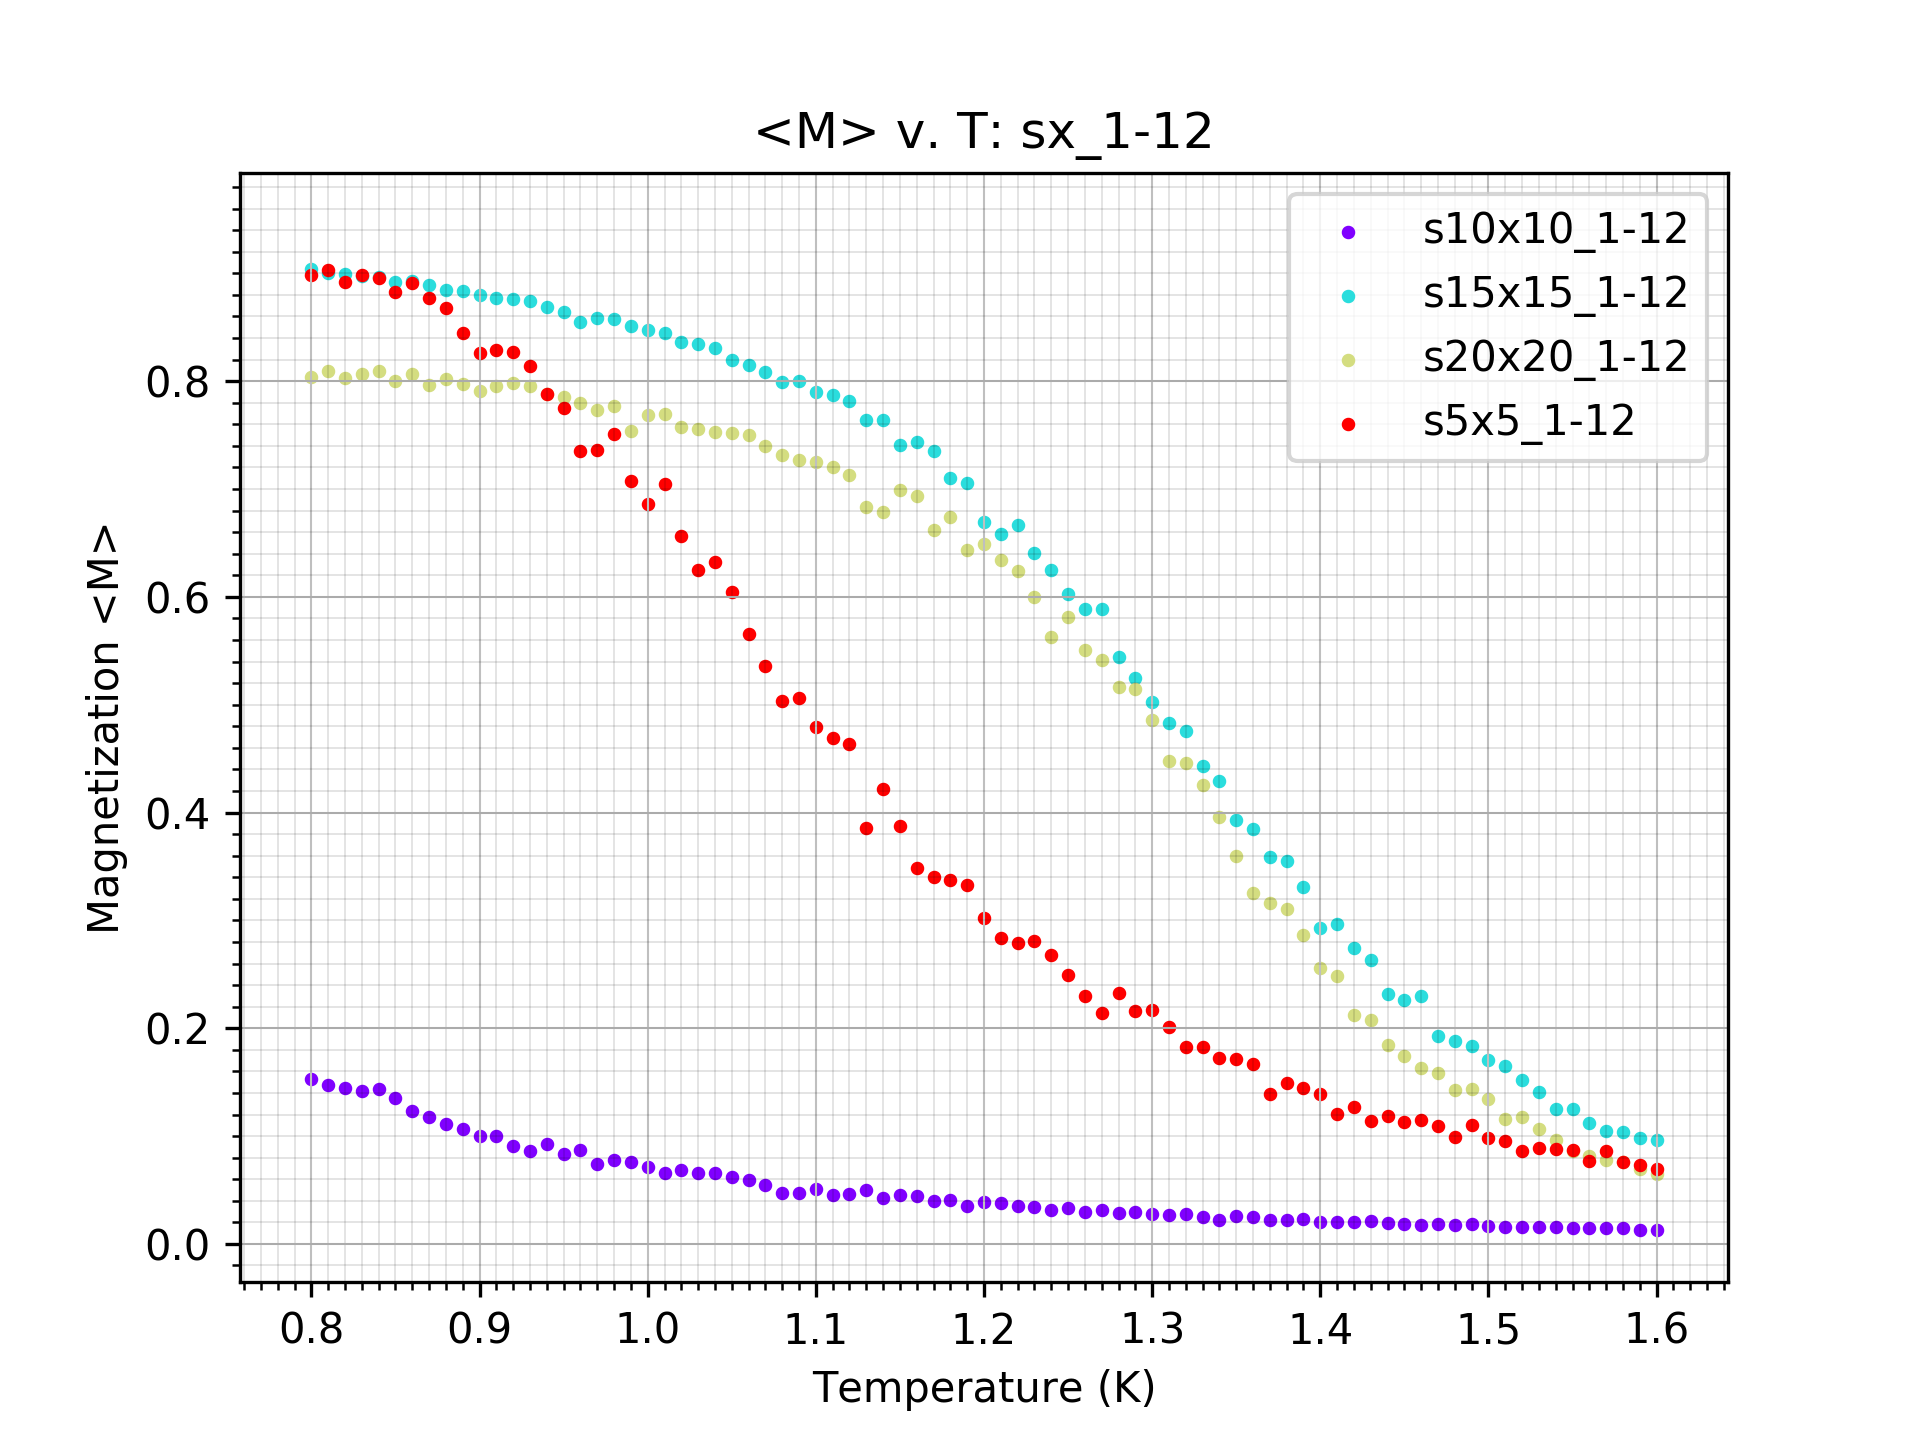 <M> v. T: sx_1-12
s10x10_1-12
s15x15_1-12
s20x20_1-12
s5x5_1-12
Magnetization <M>
0.8
0.6
0.4
0.2
0.0
0.8 0.9 1.0 1.1 1.2 1.3 1.4 1.5 1.6
Temperature (K)